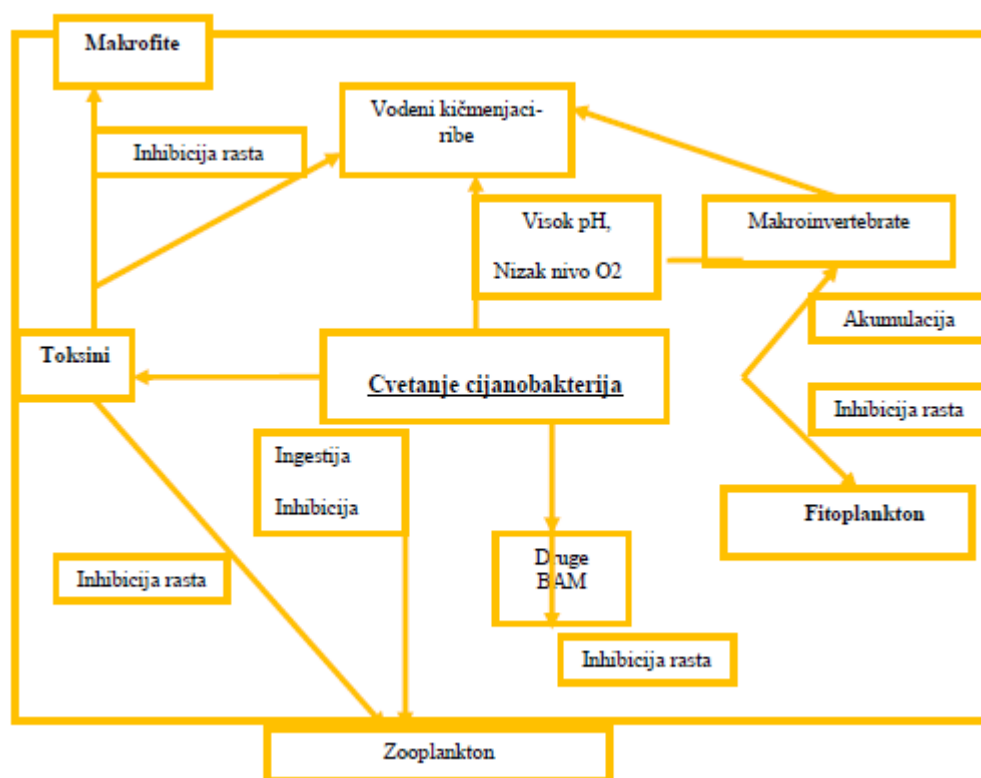 Makrofite
Vodeni kičmenjaci-
ribe
Inhibicija rasta
Visok pH,
Nizak nivo O2
Makroinvertebrate
Akumulacija
Toksini
Cvetanje cijanobakterija
Inhibicija rasta
Ingestija
Inhibicija
Fitoplankton
Druge
BAM
Inhibicija rasta
Inhibicija rasta
Zooplankton